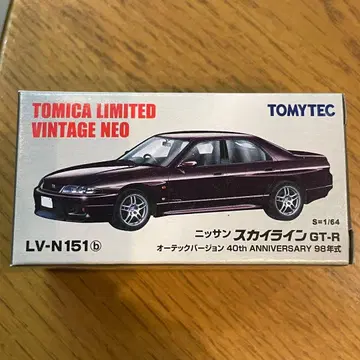 TOMICA LIMITED
VINTAGE NEO
TOMYTEC
S=1/64
LV-N151ⓑ
ニッサン スカイライン GT-R
オーテックバージョン 40th ANNIVERSARY 98年式